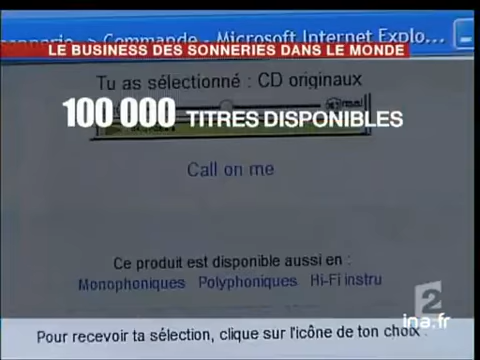 > Commande - Microsoft Internet Explo...
LE BUSINESS DES SONNERIES DANS LE MONDE
Tu as sélectionné : CD originaux
100 000 TITRES DISPONIBLES
Call on me
Ce produit est disponible aussi en :
Monophoniques Polyphoniques Hi-Fi instru
2
ina.fr
Pour recevoir ta sélection, clique sur l'icône de ton choix